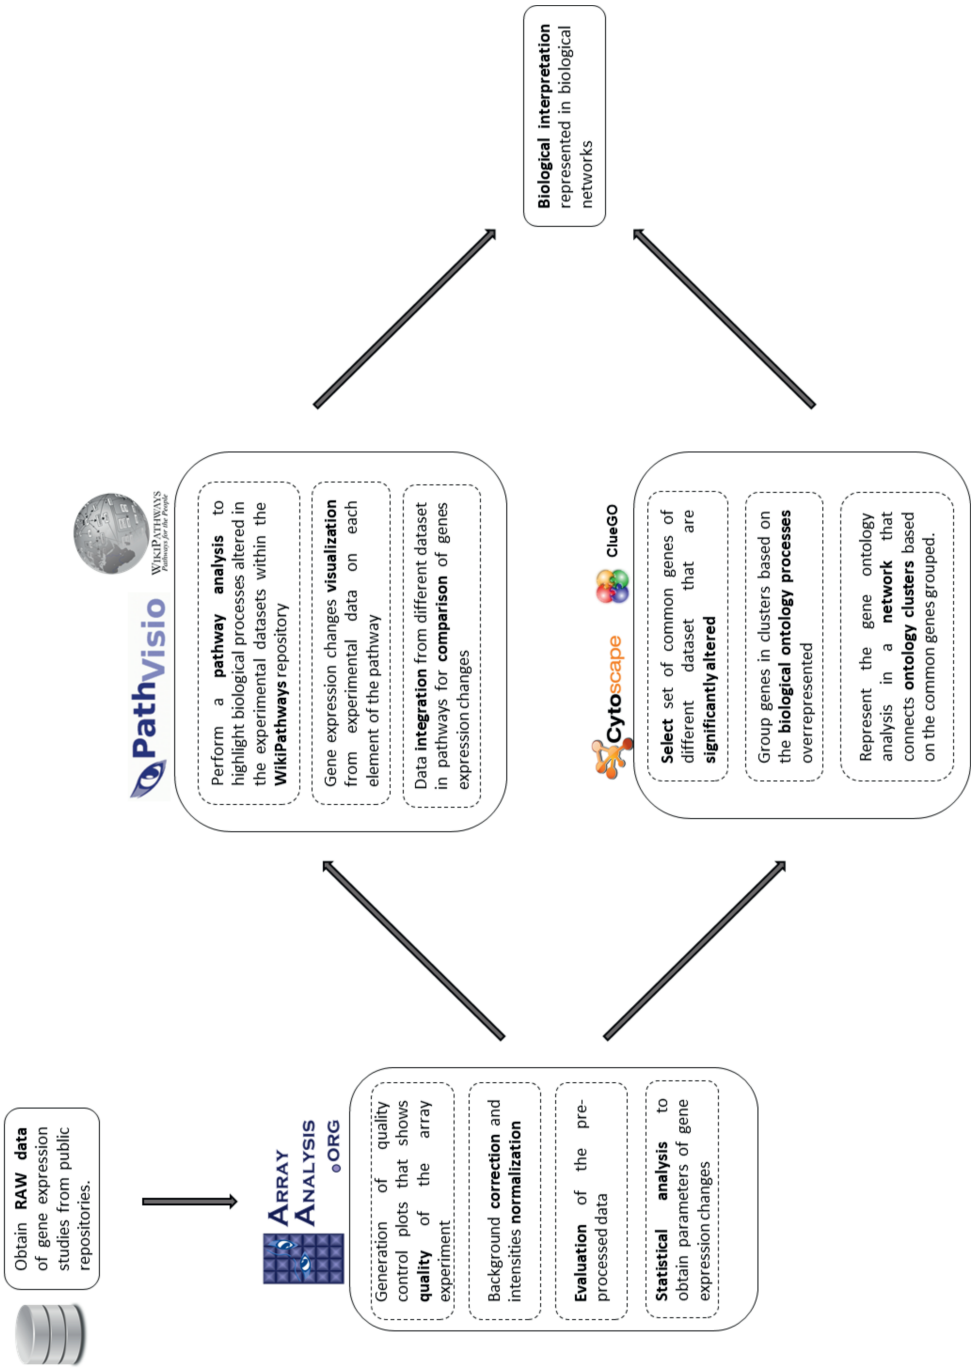 Obtain RAW data
of gene expression
studies from public
repositories.
ARRAY
ANALYSIS
.ORG
Generation of quality
control plots that shows
quality of the array
experiment
Background correction and
intensities normalization
Evaluation of the pre-
processed data
Statistical analysis to
obtain parameters of gene
expression changes
PathVisio
WIKIPATHWAYS
Pathways for the People
Perform a pathway analysis to
highlight biological processes altered in
the experimental datasets within the
WikiPathways repository
Gene expression changes visualization
from experimental data on each
element of the pathway
Data integration from different dataset
in pathways for comparison of genes
expression changes
Cytoscape
ClueGO
Select set of common genes of
different dataset that are
significantly altered
Group genes in clusters based on
the biological ontology processes
overrepresented
Represent the gene ontology
analysis in a network that
connects ontology clusters based
on the common genes grouped.
Biological interpretation
represented in biological
networks